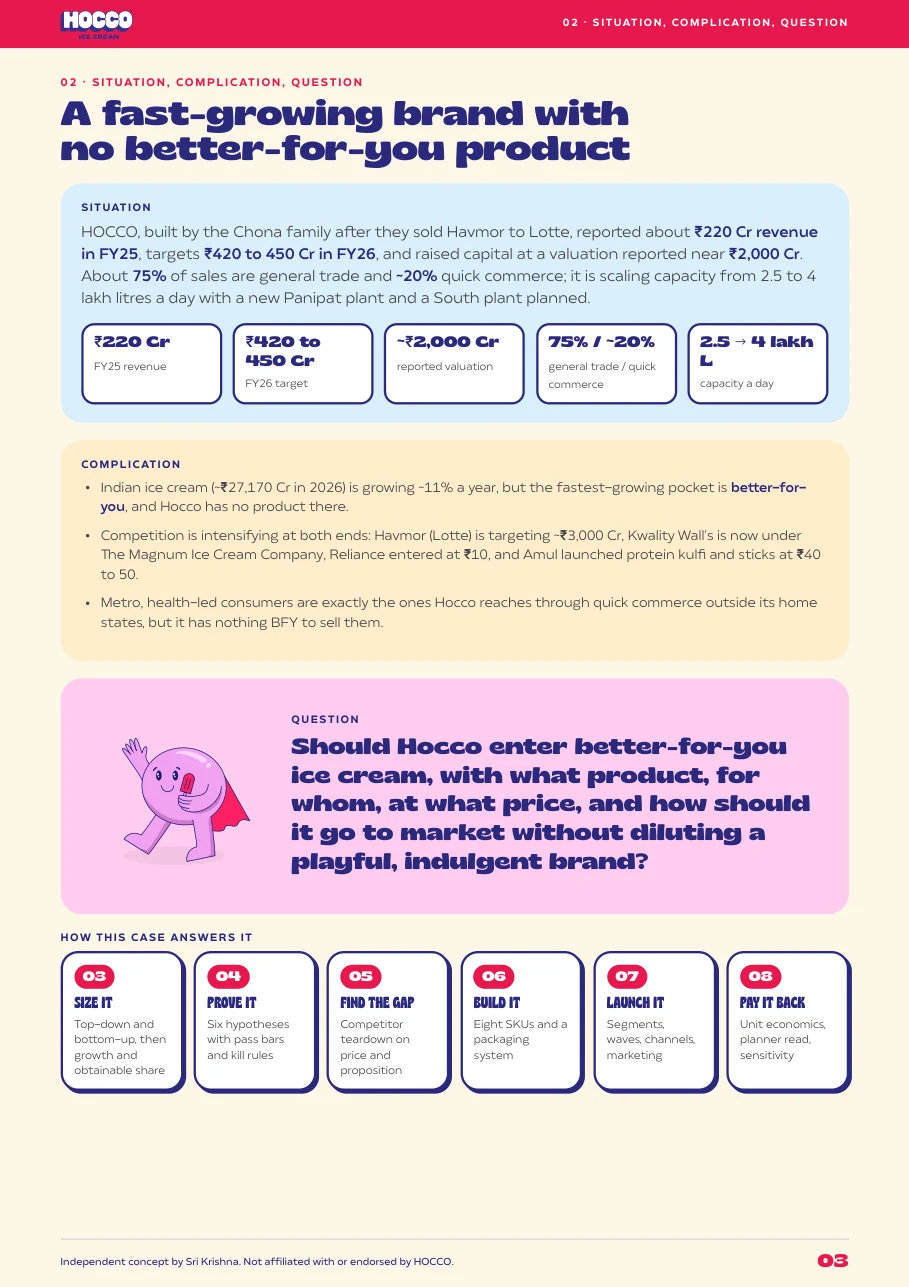 HOCCO
ICE CREAM
02 · SITUATION, COMPLICATION, QUESTION
02 · SITUATION, COMPLICATION, QUESTION
A fast-growing brand with
no better-for-you product
SITUATION
HOCCO, built by the Chona family after they sold Havmor to Lotte, reported about ₹220 Cr revenue
in FY25, targets ₹420 to 450 Cr in FY26, and raised capital at a valuation reported near ₹2,000 Cr.
About 75% of sales are general trade and ~20% quick commerce; it is scaling capacity from 2.5 to 4
lakh litres a day with a new Panipat plant and a South plant planned.
₹220 Cr
FY25 revenue
₹420 to
450 Cr
FY26 target
~₹2,000 Cr
reported valuation
75% / ~20%
general trade / quick
commerce
2.5 → 4 lakh
L
capacity a day
COMPLICATION
• Indian ice cream (~₹27,170 Cr in 2026) is growing ~11% a year, but the fastest-growing pocket is better-for-
you, and Hocco has no product there.
• Competition is intensifying at both ends: Havmor (Lotte) is targeting ~₹3,000 Cr, Kwality Wall's is now under
The Magnum Ice Cream Company, Reliance entered at ₹10, and Amul launched protein kulfi and sticks at ₹40
to 50.
• Metro, health-led consumers are exactly the ones Hocco reaches through quick commerce outside its home
states, but it has nothing BFY to sell them.
QUESTION
Should Hocco enter better-for-you
ice cream, with what product, for
whom, at what price, and how should
it go to market without diluting a
playful, indulgent brand?
HOW THIS CASE ANSWERS IT
03
SIZE IT
Top-down and
bottom-up, then
growth and
obtainable share
04
PROVE IT
Six hypotheses
with pass bars
and kill rules
05
FIND THE GAP
Competitor
teardown on
price and
proposition
06
BUILD IT
Eight SKUs and a
packaging
system
07
LAUNCH IT
Segments,
waves, channels,
marketing
08
PAY IT BACK
Unit economics,
planner read,
sensitivity
Independent concept by Sri Krishna. Not affiliated with or endorsed by HOCCO.
03